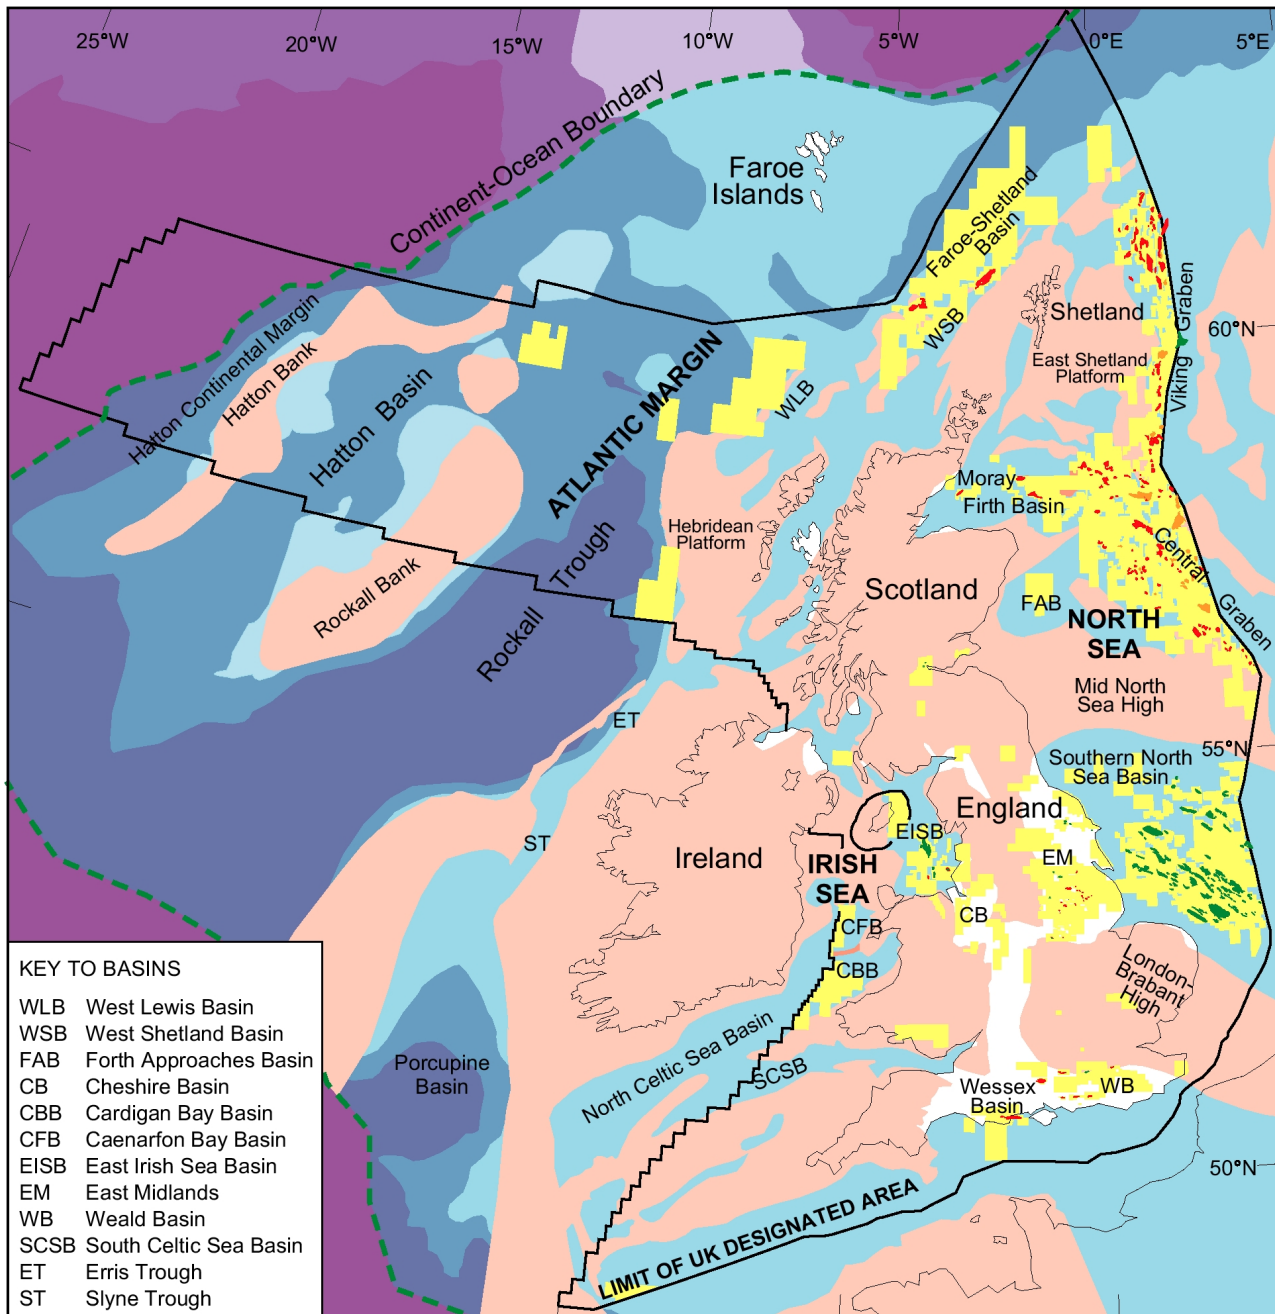 25°W
20°W
15°W
10°W
5°W
0°E
5°E
Continent-Ocean Boundary
Faroe
Islands
Faroe-Shetland
Basin
WSB
Shetland
East Shetland
Platform
Viking Graben
60°N
Hatton Continental Margin
Hatton Bank
Hatton Basin
ATLANTIC MARGIN
WLB
Moray
Firth Basin
Hebridean
Platform
Rockall Trough
Rockall Bank
Scotland
FAB
Central Graben
NORTH
SEA
Mid North
Sea High
ET
55°N
Southern North
Sea Basin
England
EISB
ST
Ireland
IRISH
SEA
EM
CB
CFB
CBB
London-
Brabant
High
North Celtic Sea Basin
SCSB
Porcupine
Basin
Wessex
Basin
WB
50°N
LIMIT OF UK DESIGNATED AREA
KEY TO BASINS
WLB West Lewis Basin
WSB West Shetland Basin
FAB Forth Approaches Basin
CB Cheshire Basin
CBB Cardigan Bay Basin
CFB Caenarfon Bay Basin
EISB East Irish Sea Basin
EM East Midlands
WB Weald Basin
SCSB South Celtic Sea Basin
ET Erris Trough
ST Slyne Trough